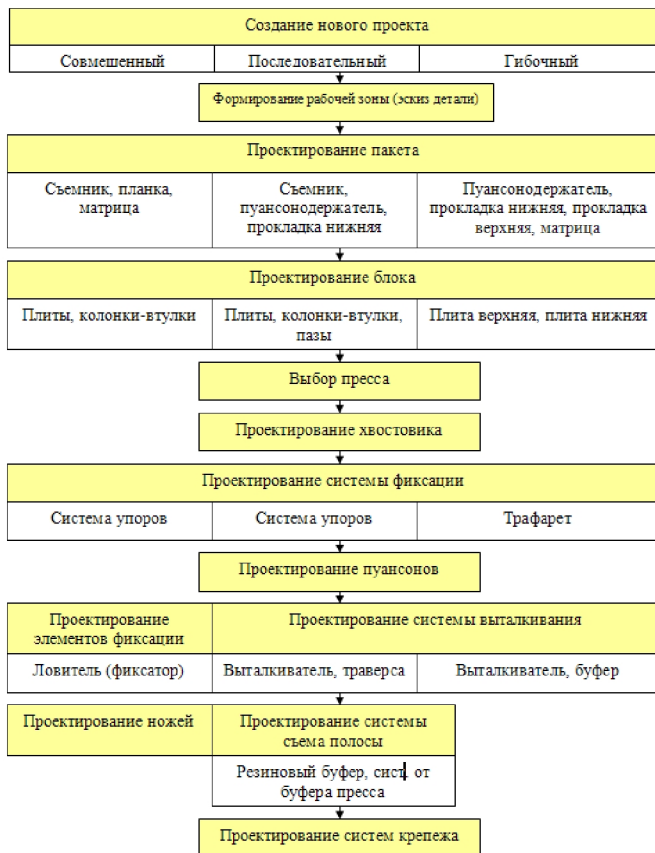 Создание нового проекта
Совмешенный
Последовательный
Гибочный
Формирование рабочей зоны (эскиз детали)
Проектирование пакета
Съемник, планка,
матрица
Съемник,
пуансонодержатель,
прокладка нижняя
Пуансонодержатель,
прокладка нижняя, прокладка
верхняя, матрица
Проектирование блока
Плиты, колонки-втулки
Плиты, колонки-втулки,
пазы
Плита верхняя, плита нижняя
Выбор пресса
Проектирование хвостовика
Проектирование системы фиксации
Система упоров
Система упоров
Трафарет
Проектирование пуансонов
Проектирование
элементов фиксации
Проектирование системы выталкивания
Ловитель (фиксатор)
Выталкиватель, траверса
Выталкиватель, буфер
Проектирование ножей
Проектирование системы
съема полосы
Резиновый буфер, сист. от
буфера пресса
Проектирование систем крепежа